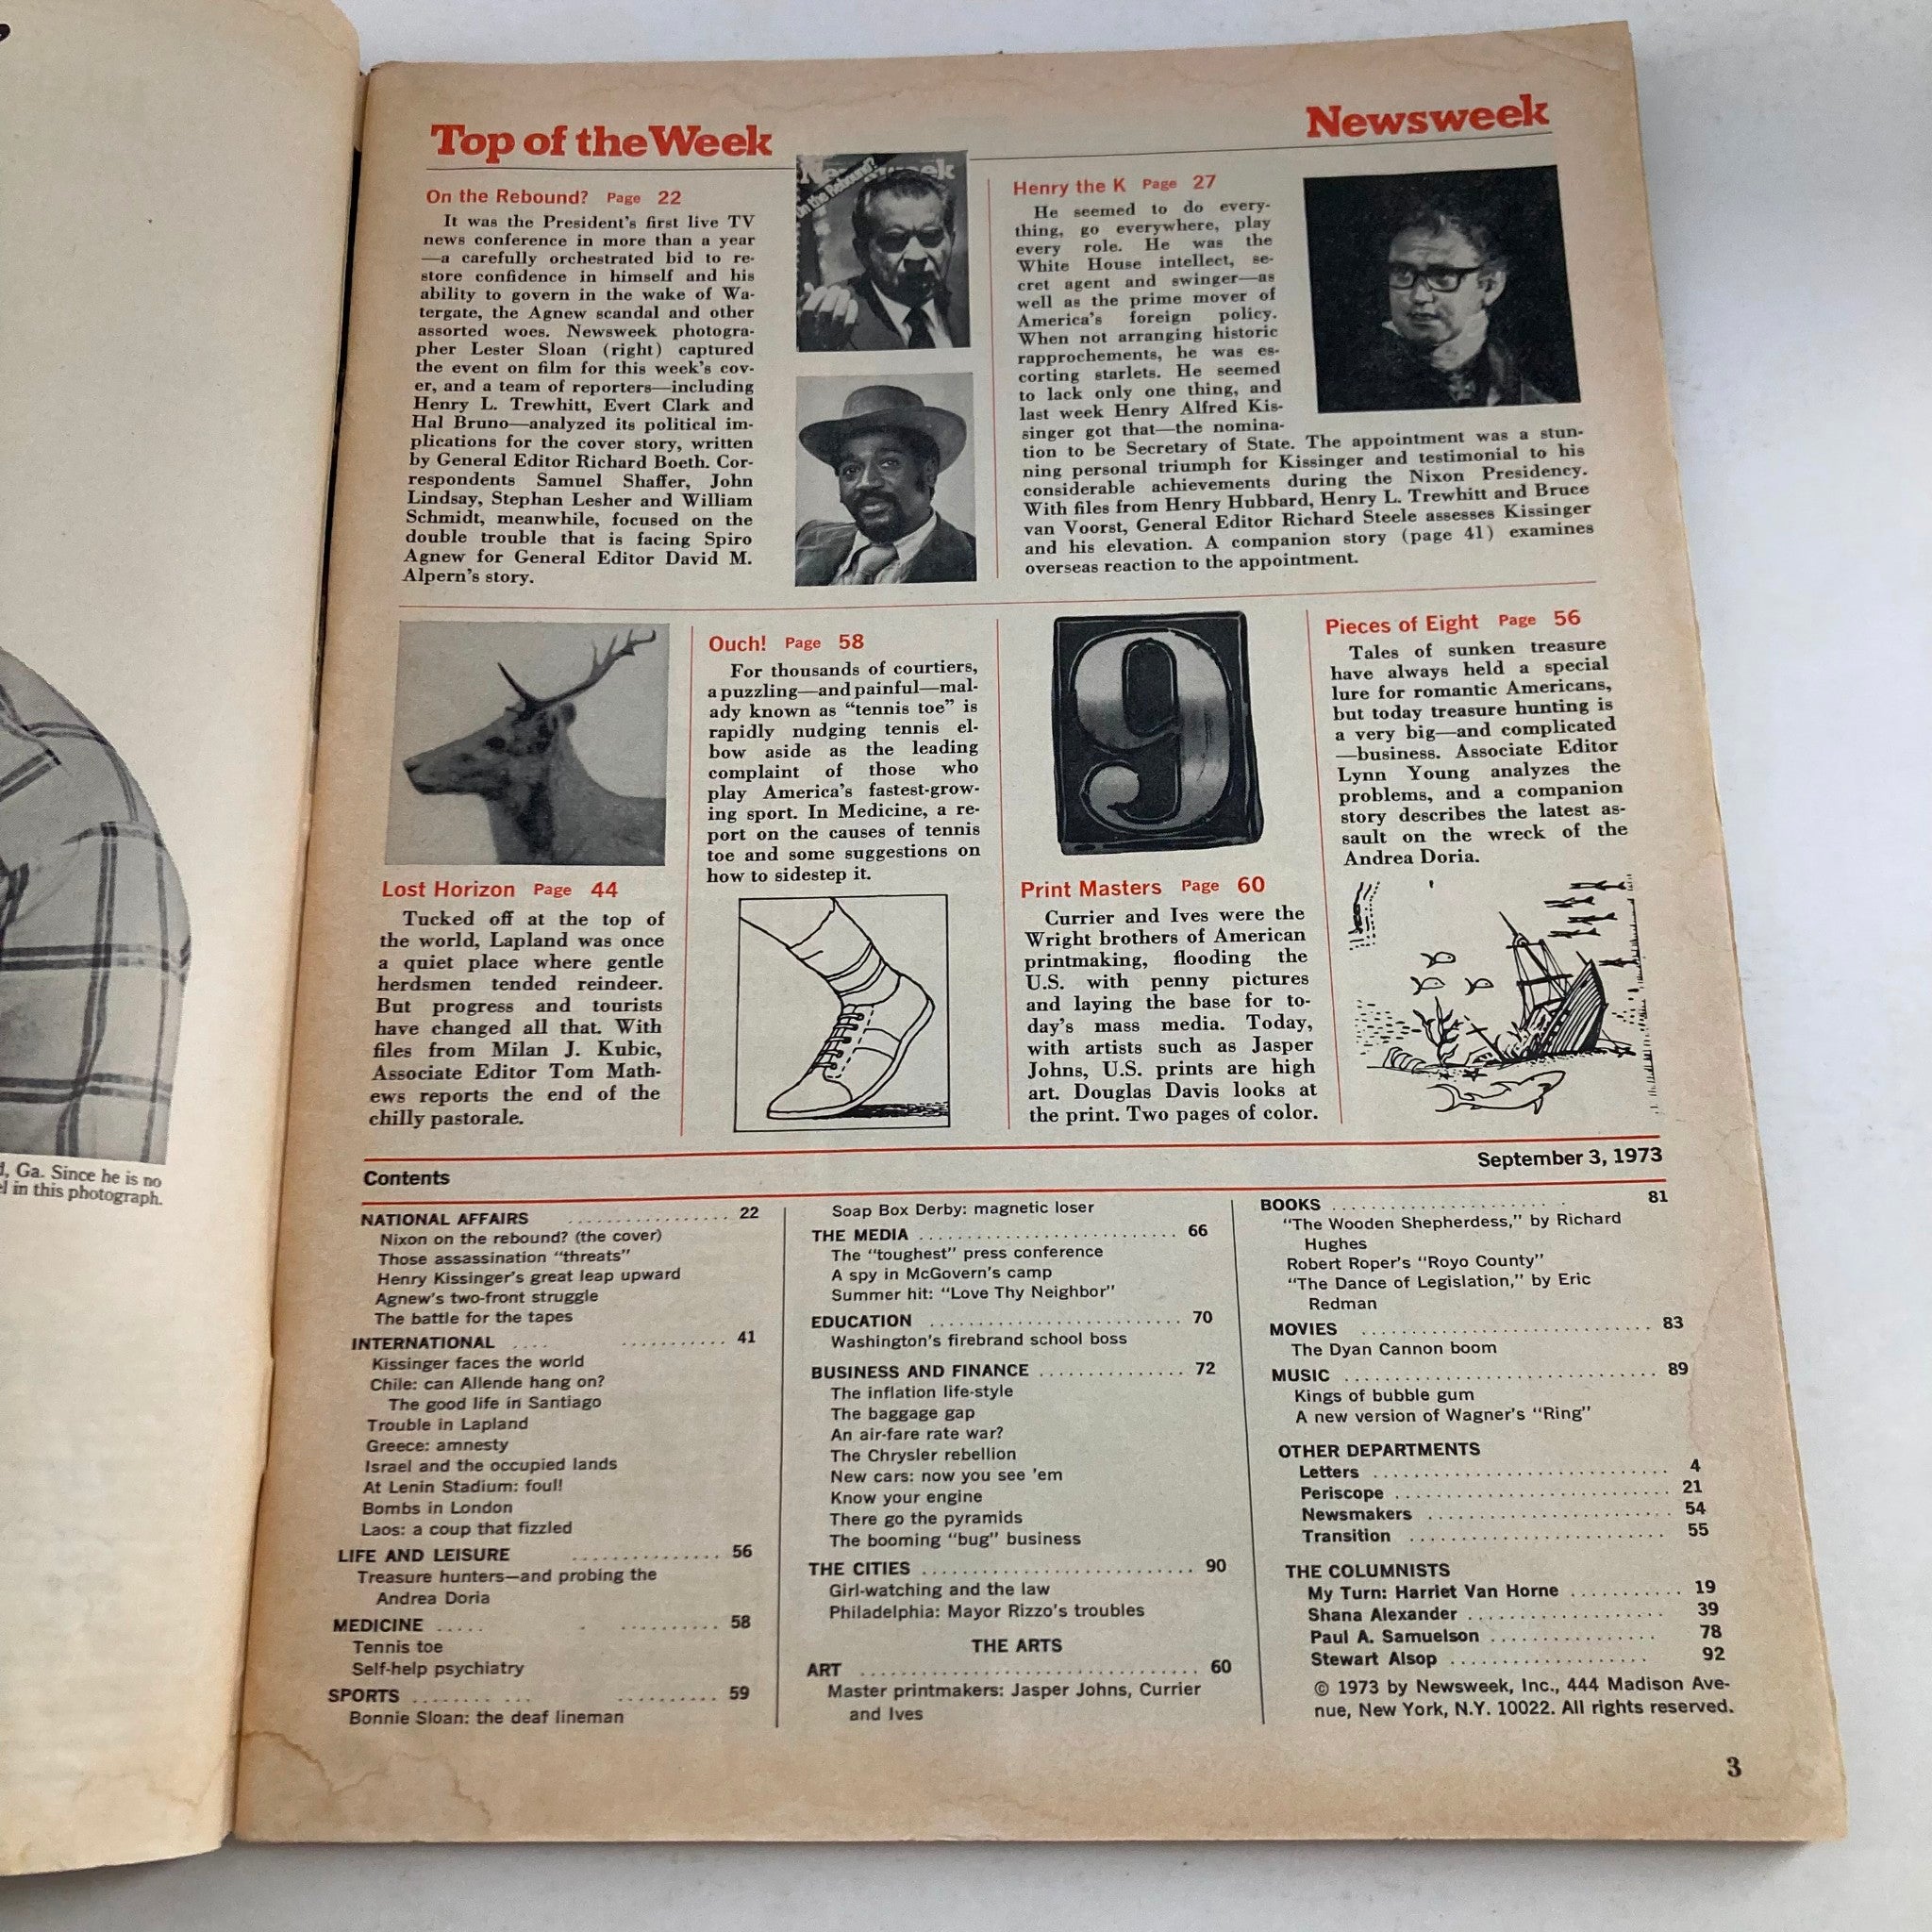 d, Ga. Since he is no
el in this photograph.
Top of the Week
Newsweek
On the Rebound? Page 22
It was the President's first live TV
news conference in more than a year
—a carefully orchestrated bid to re-
store confidence in himself and his
ability to govern in the wake of Wa-
tergate, the Agnew scandal and other
assorted woes. Newsweek photogra-
pher Lester Sloan (right) captured
the event on film for this week's cov-
er, and a team of reporters—including
Henry L. Trewhitt, Evert Clark and
Hal Bruno—analyzed its political im-
plications for the cover story, written
by General Editor Richard Boeth. Cor-
respondents Samuel Shaffer, John
Lindsay, Stephan Lesher and William
Schmidt, meanwhile, focused on the
double trouble that is facing Spiro
Agnew for General Editor David M.
Alpern's story.
On the Rebound?
Henry the K Page 27
He seemed to do every-
thing, go everywhere, play
every role. He was the
White House intellect, se-
cret agent and swinger—as
well as the prime mover of
America's foreign policy.
When not arranging historic
rapprochements, he was es-
corting starlets. He seemed
to lack only one thing, and
last week Henry Alfred Kis-
singer got that—the nomina-
tion to be Secretary of State. The appointment was a stun-
ning personal triumph for Kissinger and testimonial to his
considerable achievements during the Nixon Presidency.
With files from Henry Hubbard, Henry L. Trewhitt and Bruce
van Voorst, General Editor Richard Steele assesses Kissinger
and his elevation. A companion story (page 41) examines
overseas reaction to the appointment.
Lost Horizon Page 44
Tucked off at the top of
the world, Lapland was once
a quiet place where gentle
herdsmen tended reindeer.
But progress and tourists
have changed all that. With
files from Milan J. Kubic,
Associate Editor Tom Math-
ews reports the end of the
chilly pastorale.
Ouch! Page 58
For thousands of courtiers,
a puzzling—and painful—mal-
ady known as “tennis toe” is
rapidly nudging tennis el-
bow aside as the leading
complaint of those who
play America's fastest-grow-
ing sport. In Medicine, a re-
port on the causes of tennis
toe and some suggestions on
how to sidestep it.
9
Print Masters Page 60
Currier and Ives were the
Wright brothers of American
printmaking, flooding the
U.S. with penny pictures
and laying the base for to-
day's mass media. Today,
with artists such as Jasper
Johns, U.S. prints are high
art. Douglas Davis looks at
the print. Two pages of color.
Pieces of Eight Page 56
Tales of sunken treasure
have always held a special
lure for romantic Americans,
but today treasure hunting is
a very big—and complicated
—business. Associate Editor
Lynn Young analyzes the
problems, and a companion
story describes the latest as-
sault on the wreck of the
Andrea Doria.
Contents
September 3, 1973
NATIONAL AFFAIRS 22
Nixon on the rebound? (the cover)
Those assassination “threats”
Henry Kissinger's great leap upward
Agnew's two-front struggle
The battle for the tapes
INTERNATIONAL 41
Kissinger faces the world
Chile: can Allende hang on?
The good life in Santiago
Trouble in Lapland
Greece: amnesty
Israel and the occupied lands
At Lenin Stadium: foul!
Bombs in London
Laos: a coup that fizzled
LIFE AND LEISURE 56
Treasure hunters—and probing the
Andrea Doria
MEDICINE 58
Tennis toe
Self-help psychiatry
SPORTS 59
Bonnie Sloan: the deaf lineman
Soap Box Derby: magnetic loser
THE MEDIA 66
The “toughest” press conference
A spy in McGovern's camp
Summer hit: “Love Thy Neighbor”
EDUCATION 70
Washington's firebrand school boss
BUSINESS AND FINANCE 72
The inflation life-style
The baggage gap
An air-fare rate war?
The Chrysler rebellion
New cars: now you see 'em
Know your engine
There go the pyramids
The booming “bug” business
THE CITIES 90
Girl-watching and the law
Philadelphia: Mayor Rizzo's troubles
THE ARTS
ART 60
Master printmakers: Jasper Johns, Currier
and Ives
BOOKS 81
“The Wooden Shepherdess,” by Richard
Hughes
Robert Roper's “Royo County”
“The Dance of Legislation,” by Eric
Redman
MOVIES 83
The Dyan Cannon boom
MUSIC 89
Kings of bubble gum
A new version of Wagner's “Ring”
OTHER DEPARTMENTS
Letters 4
Periscope 21
Newsmakers 54
Transition 55
THE COLUMNISTS
My Turn: Harriet Van Horne 19
Shana Alexander 39
Paul A. Samuelson 78
Stewart Alsop 92
© 1973 by Newsweek, Inc., 444 Madison Ave-
nue, New York, N.Y. 10022. All rights reserved.
3